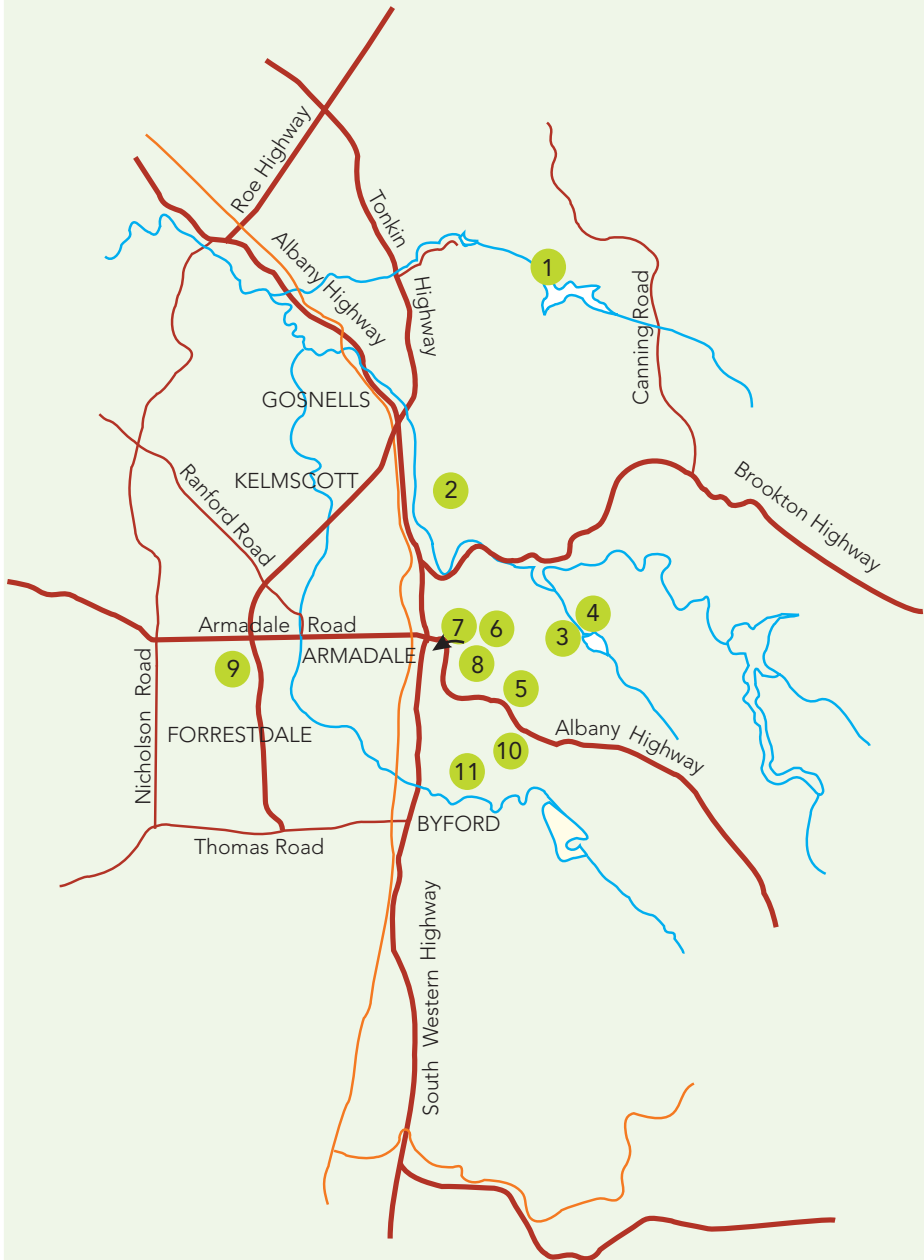 Roe Highway
Tonkin
Highway
Albany Highway
1
Canning Road
GOSNELLS
KELMSCOTT
2
Ranford Road
Brookton Highway
Armadale Road
7
6
4
3
ARMADALE
9
8
5
Nicholson Road
FORRESTDALE
10
Albany Highway
11
BYFORD
Thomas Road
South Western Highway